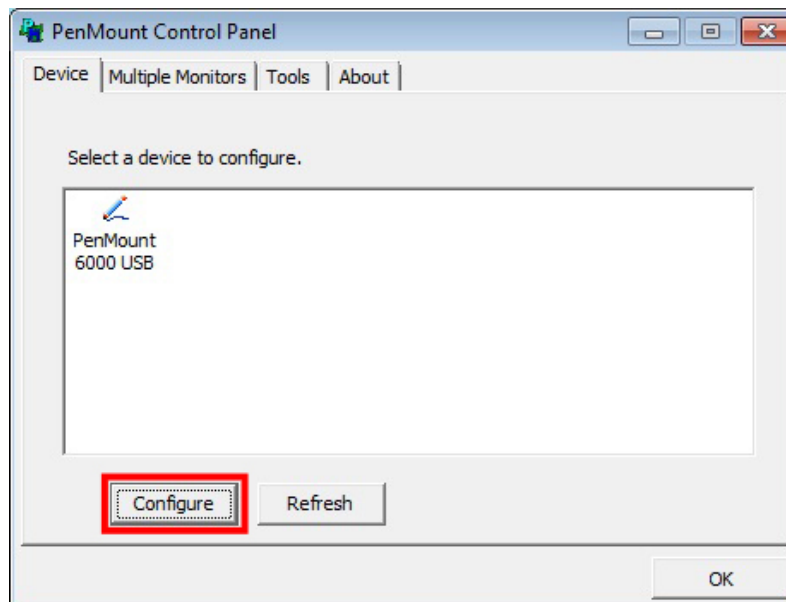 PenMount Control Panel
Device Multiple Monitors Tools About
Select a device to configure.
PenMount
6000 USB
Configure Refresh
OK